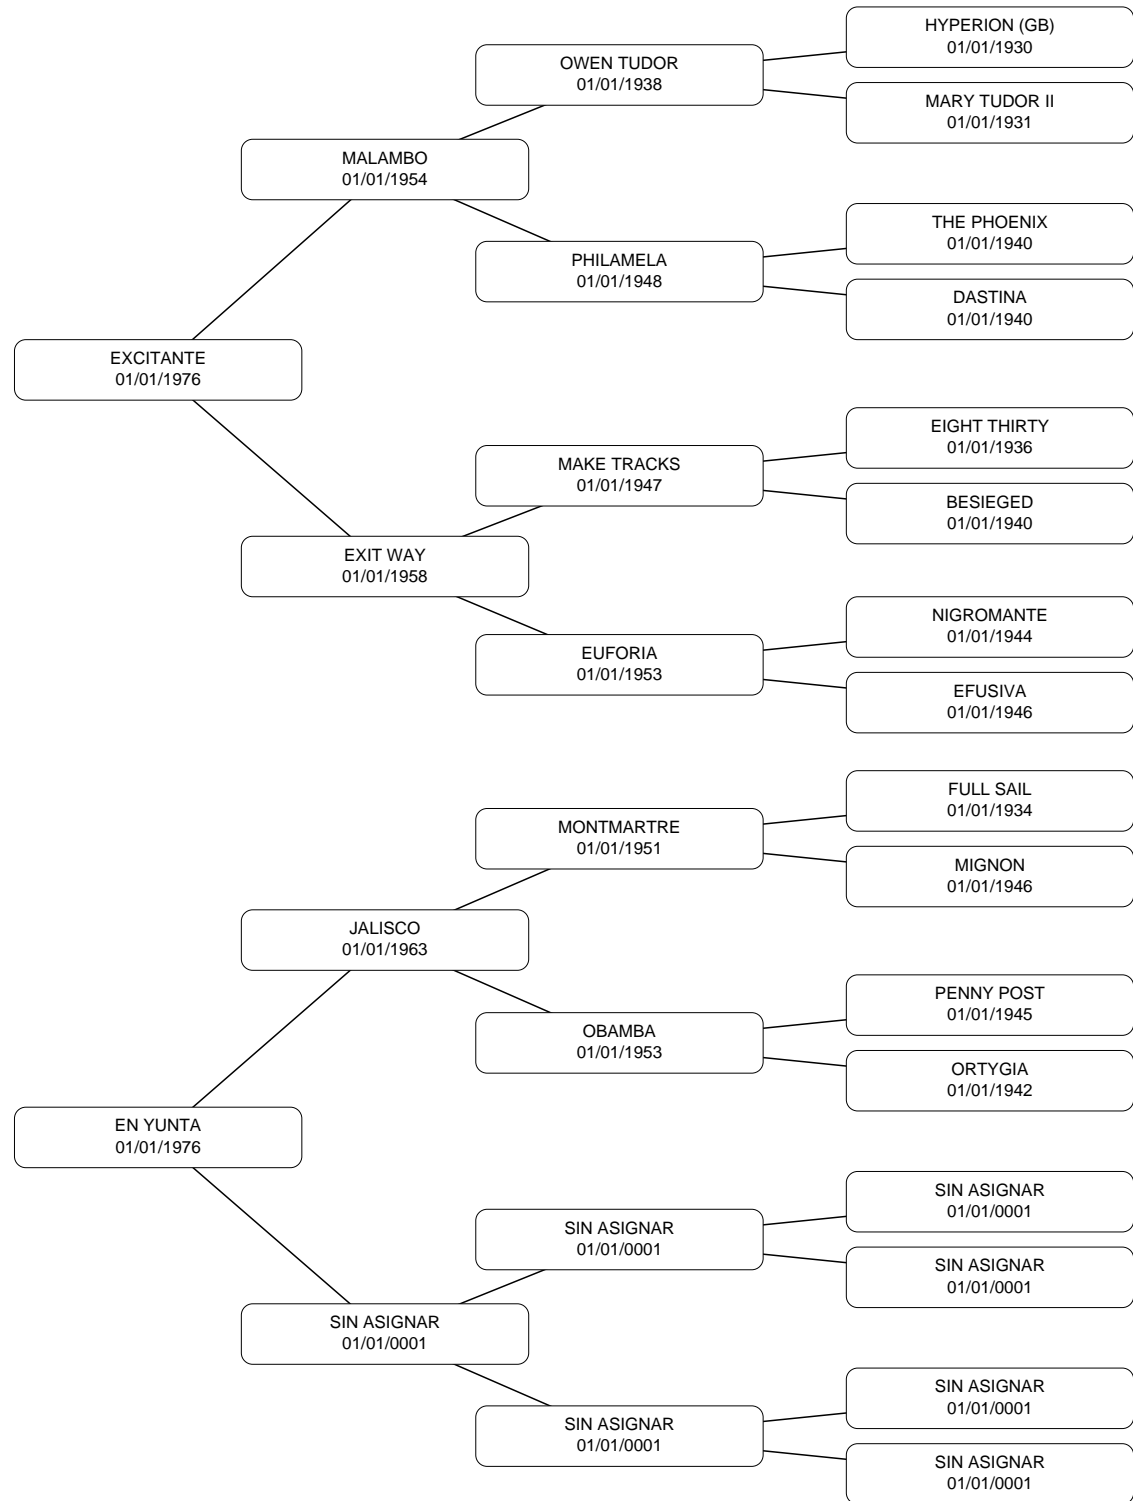 HYPERION (GB)
01/01/1930
OWEN TUDOR
01/01/1938
MARY TUDOR II
01/01/1931
MALAMBO
01/01/1954
THE PHOENIX
01/01/1940
PHILAMELA
01/01/1948
DASTINA
01/01/1940
EXCITANTE
01/01/1976
EIGHT THIRTY
01/01/1936
MAKE TRACKS
01/01/1947
BESIEGED
01/01/1940
EXIT WAY
01/01/1958
NIGROMANTE
01/01/1944
EUFORIA
01/01/1953
EFUSIVA
01/01/1946
FULL SAIL
01/01/1934
MONTMARTRE
01/01/1951
MIGNON
01/01/1946
JALISCO
01/01/1963
PENNY POST
01/01/1945
OBAMBA
01/01/1953
ORTYGIA
01/01/1942
EN YUNTA
01/01/1976
SIN ASIGNAR
01/01/0001
SIN ASIGNAR
01/01/0001
SIN ASIGNAR
01/01/0001
SIN ASIGNAR
01/01/0001
SIN ASIGNAR
01/01/0001
SIN ASIGNAR
01/01/0001
SIN ASIGNAR
01/01/0001